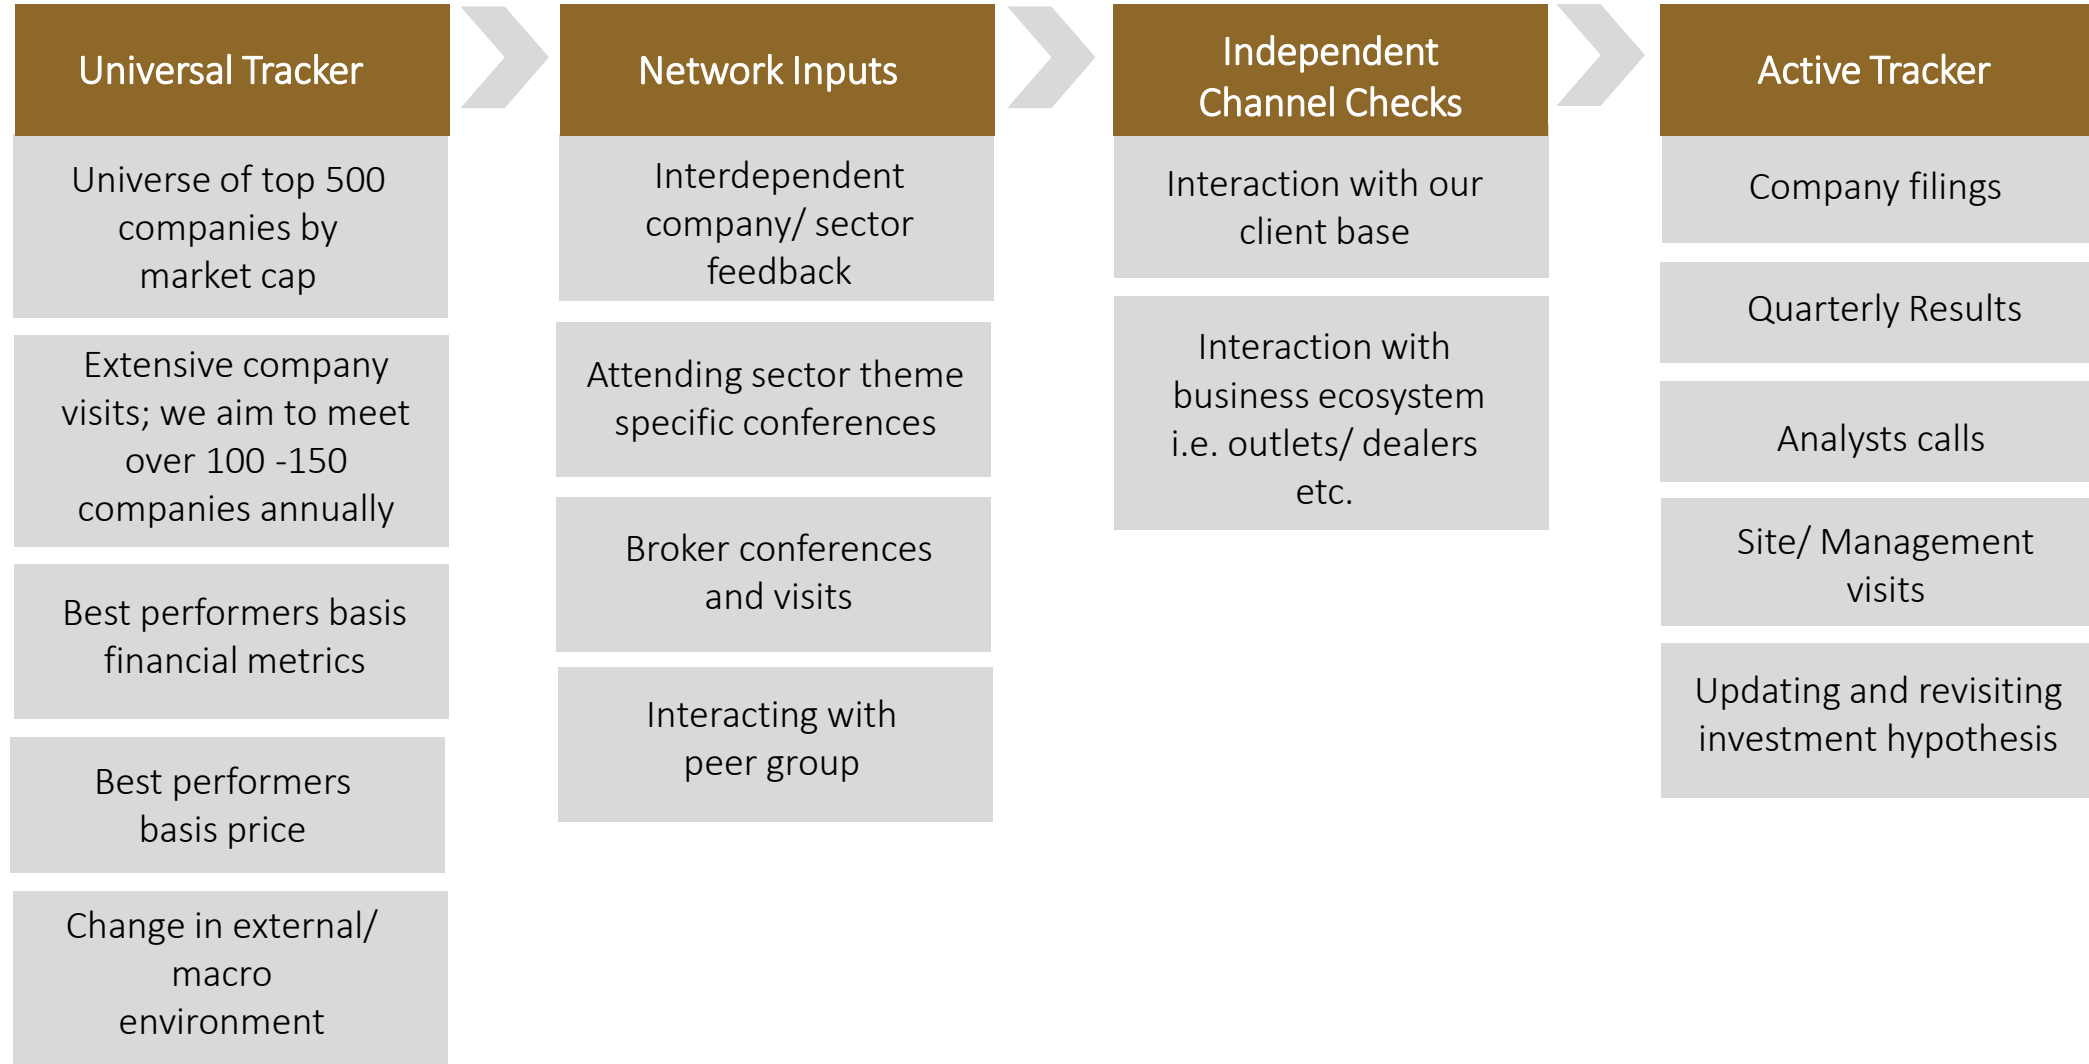 Universal Tracker
Universe of top 500
companies by
market cap
Extensive company
visits; we aim to meet
over 100 -150
companies annually
Best performers basis
financial metrics
Best performers
basis price
Change in external/
macro
environment
Network Inputs
Interdependent
company/ sector
feedback
Attending sector theme
specific conferences
Broker conferences
and visits
Interacting with
peer group
Independent
Channel Checks
Interaction with our
client base
Interaction with
business ecosystem
i.e. outlets/ dealers
etc.
Active Tracker
Company filings
Quarterly Results
Analysts calls
Site/ Management
visits
Updating and revisiting
investment hypothesis